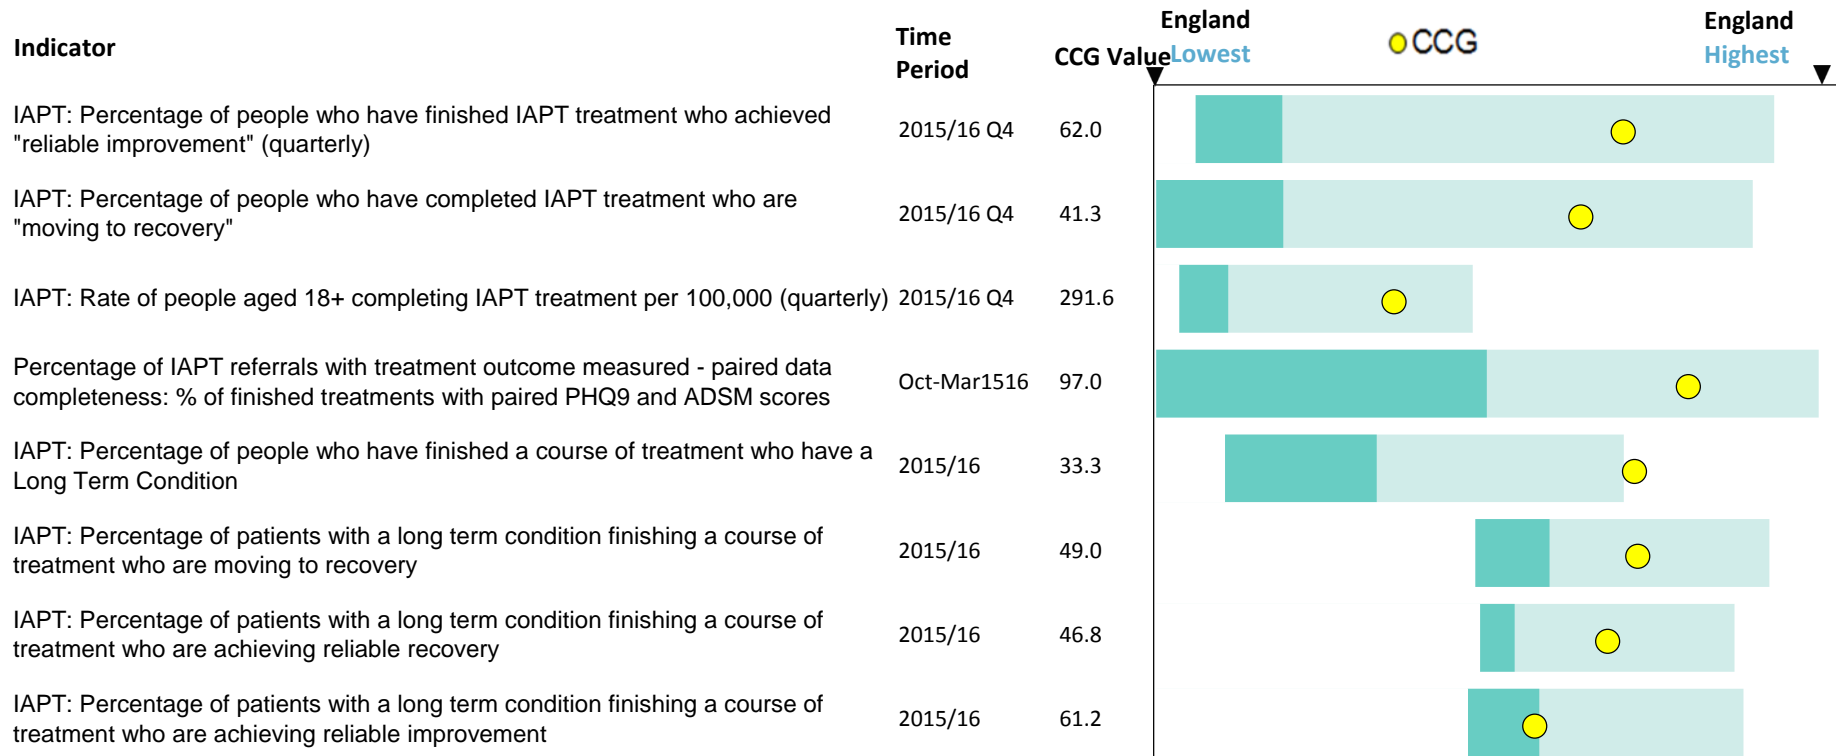 Indicator
Time
Period
CCG Value
England
Lowest
CCG
England
Highest
IAPT: Percentage of people who have finished IAPT treatment who achieved
"reliable improvement" (quarterly)
2015/16 Q4
62.0
IAPT: Percentage of people who have completed IAPT treatment who are
"moving to recovery"
2015/16 Q4
41.3
IAPT: Rate of people aged 18+ completing IAPT treatment per 100,000 (quarterly)
2015/16 Q4
291.6
Percentage of IAPT referrals with treatment outcome measured - paired data
completeness: % of finished treatments with paired PHQ9 and ADSM scores
Oct-Mar1516
97.0
IAPT: Percentage of people who have finished a course of treatment who have a
Long Term Condition
2015/16
33.3
IAPT: Percentage of patients with a long term condition finishing a course of
treatment who are moving to recovery
2015/16
49.0
IAPT: Percentage of patients with a long term condition finishing a course of
treatment who are achieving reliable recovery
2015/16
46.8
IAPT: Percentage of patients with a long term condition finishing a course of
treatment who are achieving reliable improvement
2015/16
61.2